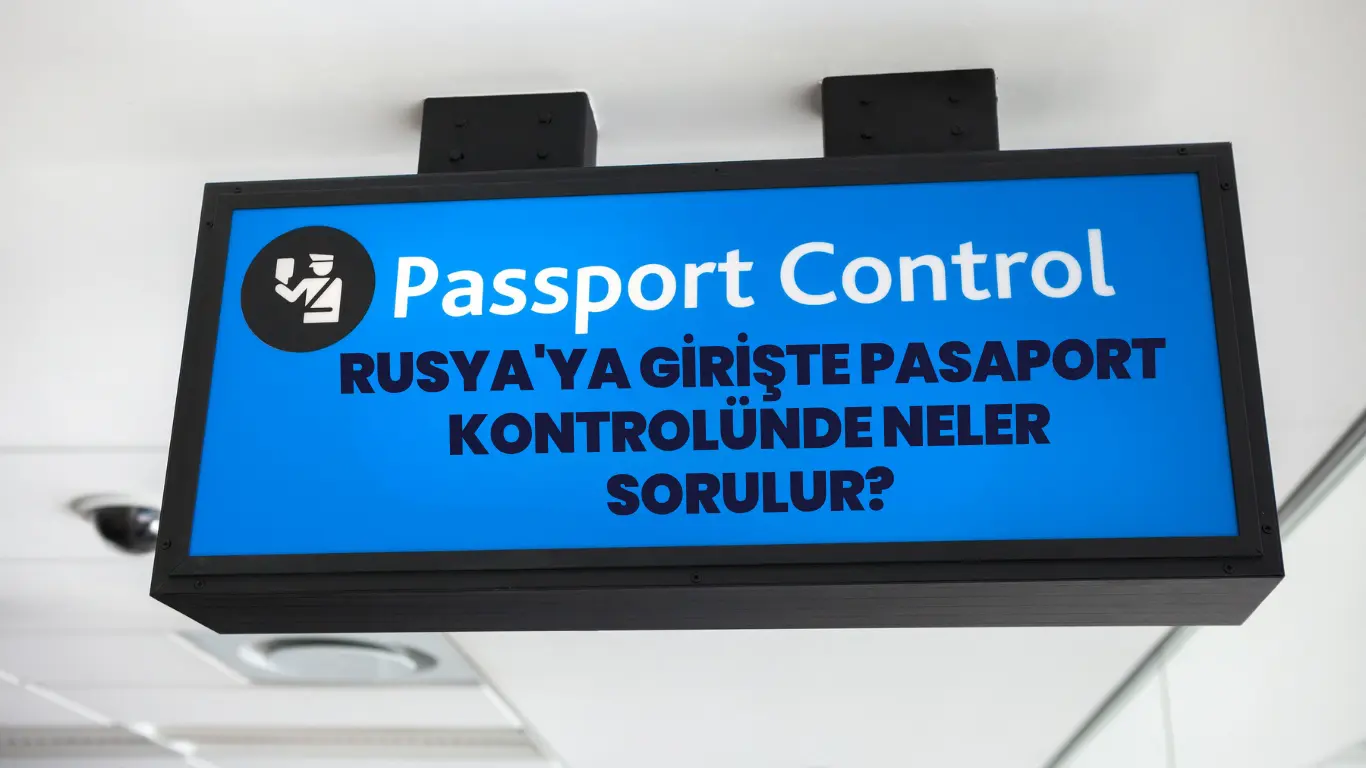 Passport Control
RUSYA'YA GİRİŞTE PASAPORT
KONTROLÜNDE NELER
SORULUR?